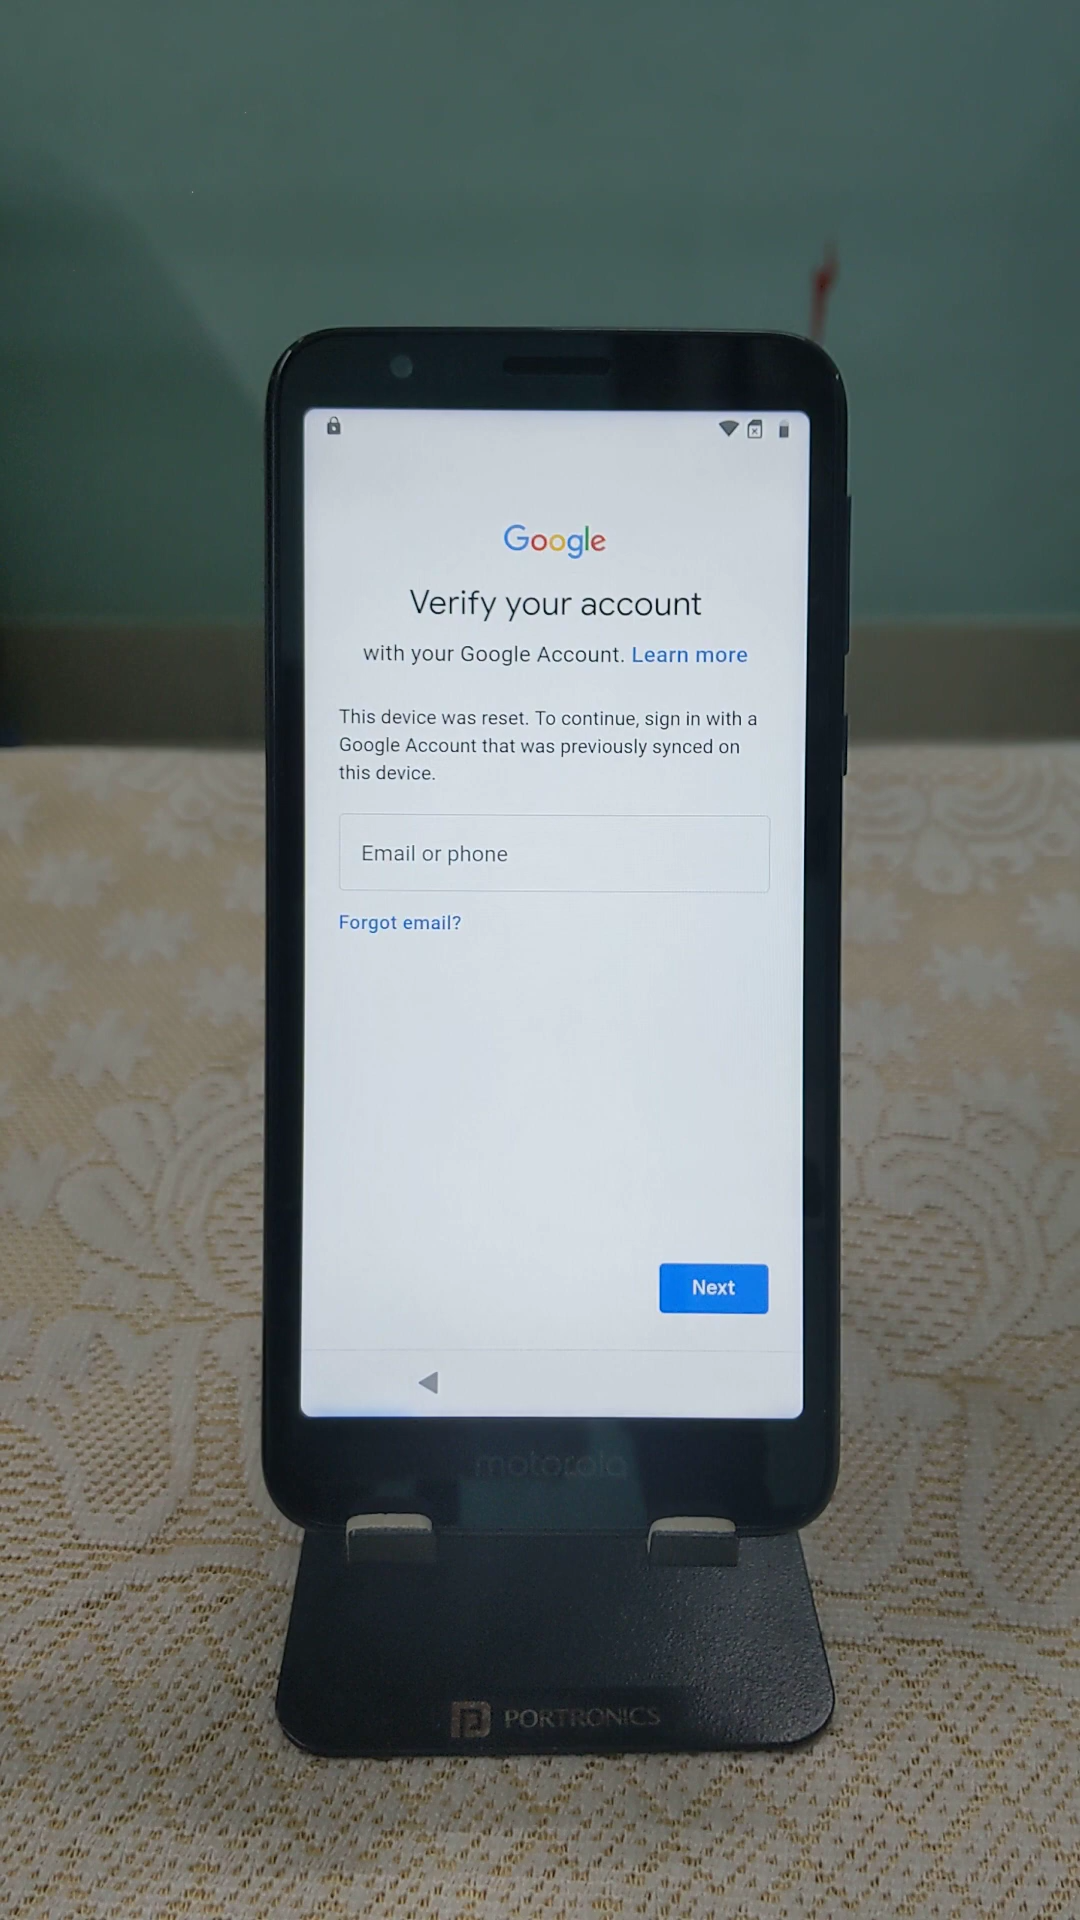 Google
Verify your account
with your Google Account. Learn more
This device was reset. To continue, sign in with a
Google Account that was previously synced on
this device.
Email or phone
Forgot email?
Next
motorola
PORTRONICS